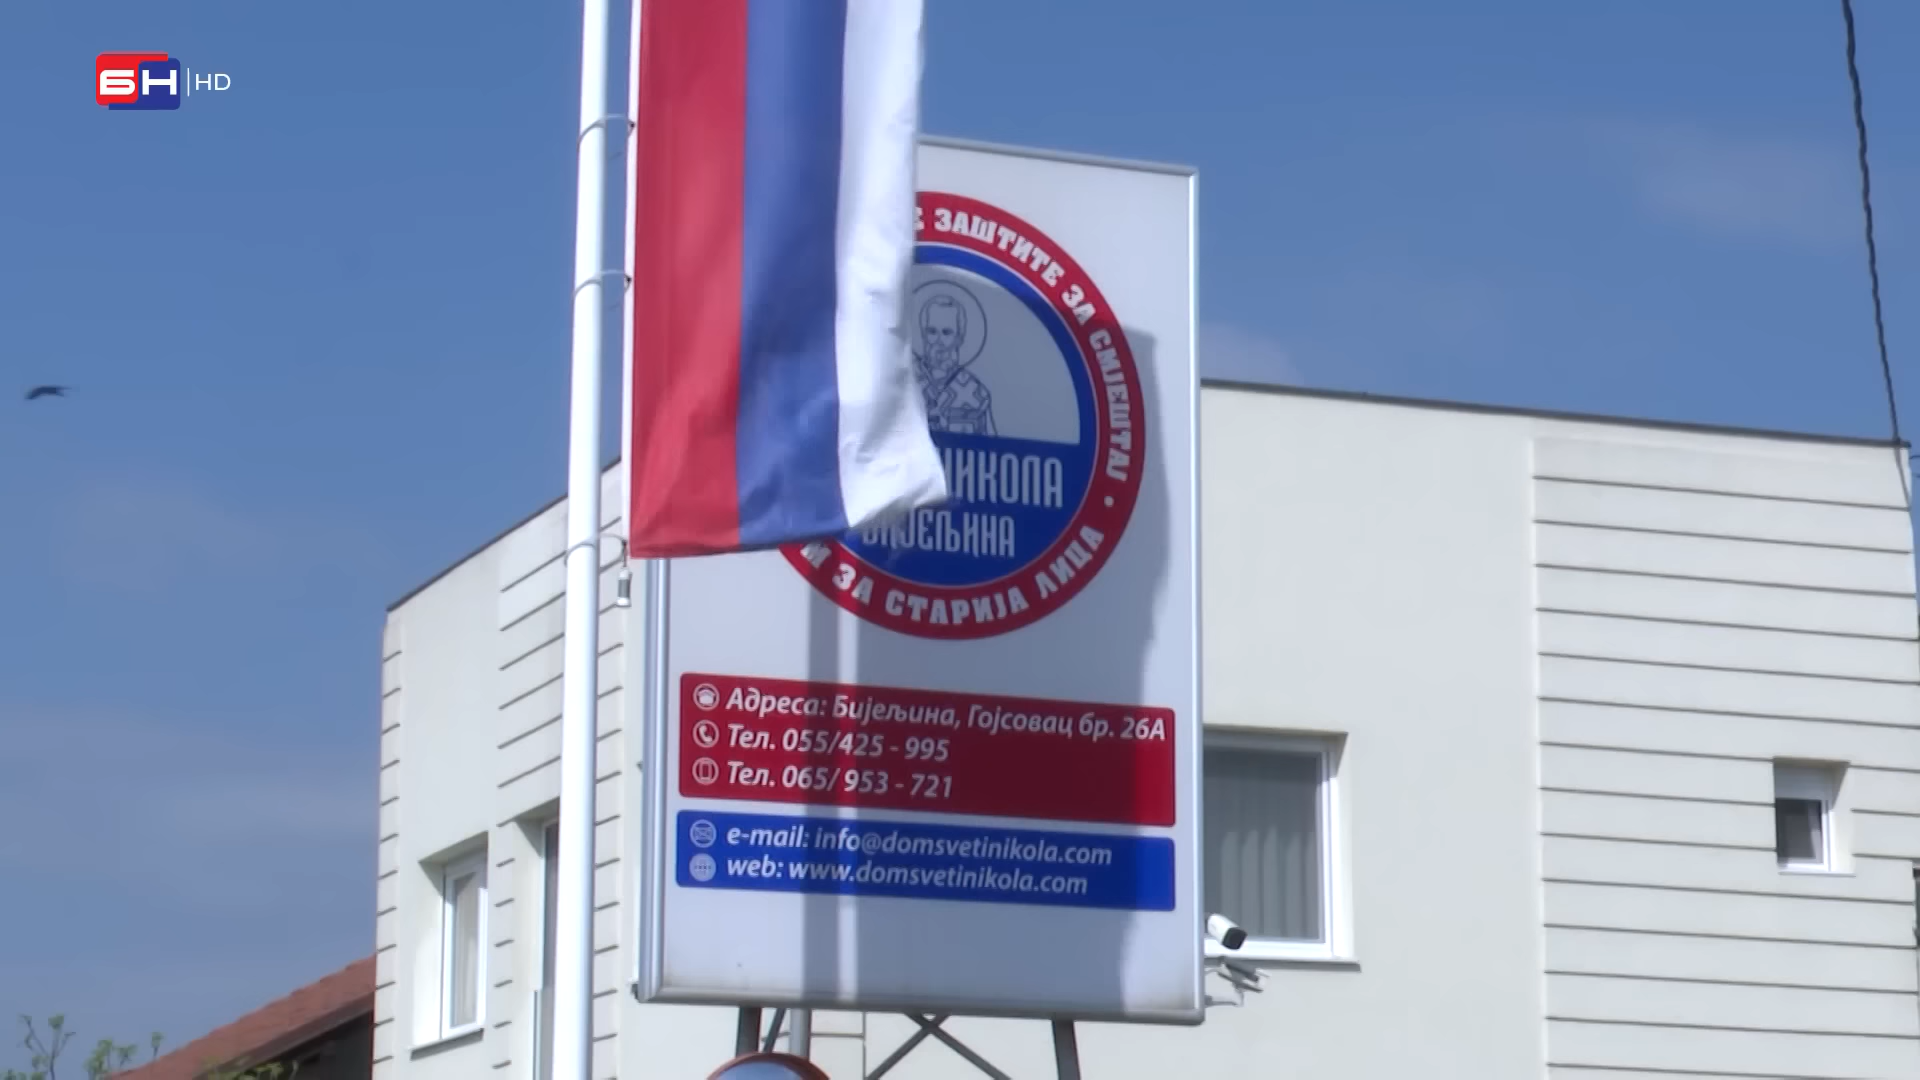 БН HD
ЗАШТИТЕ ЗА СМЈЕШТАЈ •
ЗА СТАРИЈА ЛИЦА
НИКОЛА
БИЈЕЉИНА
Адреса: Бијељина, Гојсовац бр. 26А
Тел. 055/425 - 995
Тел. 065/ 953 - 721
e-mail: info@domsvetinikola.com
web: www.domsvetinikola.com